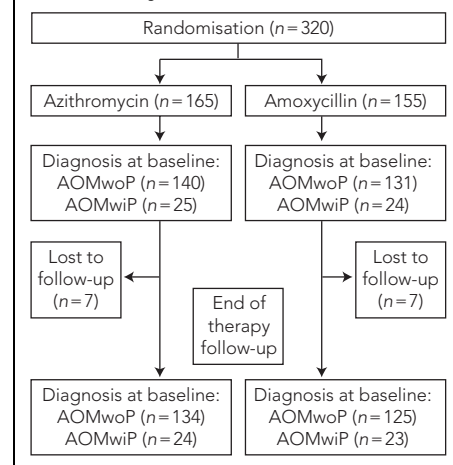 Randomisation (n=320)
Azithromycin (n=165)
Amoxycillin (n=155)
Diagnosis at baseline:
AOMwoP (n=140)
AOMwiP (n=25)
Diagnosis at baseline:
AOMwoP (n=131)
AOMwiP (n=24)
Lost to
follow-up
(n=7)
Lost to
follow-up
(n=7)
End of
therapy
follow-up
Diagnosis at baseline:
AOMwoP (n=134)
AOMwiP (n=24)
Diagnosis at baseline:
AOMwoP (n=125)
AOMwiP (n=23)